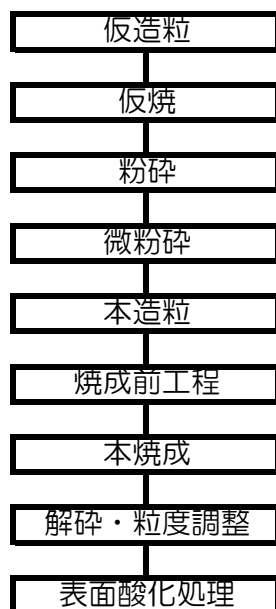 仮造粒
仮焼
粉砕
微粉砕
本造粒
焼成前工程
本焼成
解砕・粒度調整
表面酸化処理